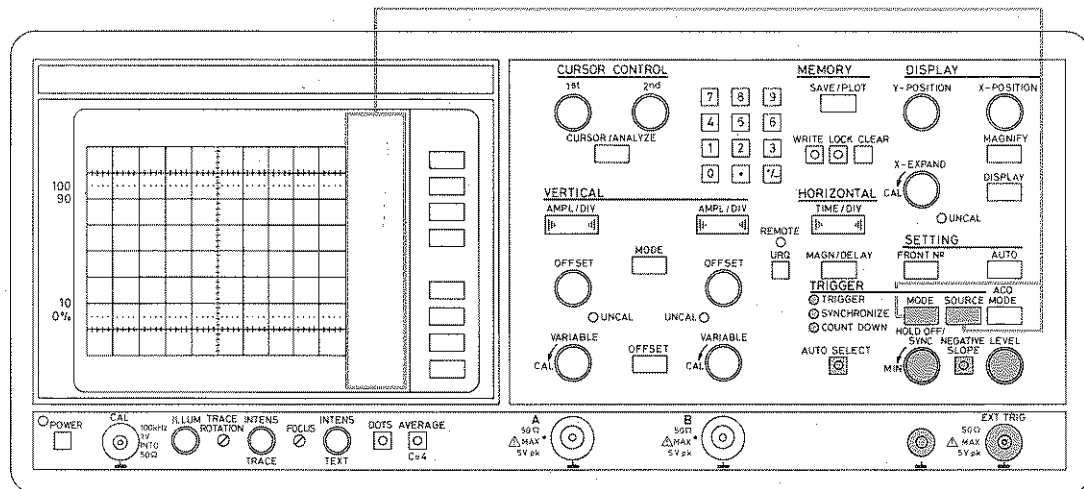 CURSOR CONTROL
1st
2nd
CURSOR/ANALYZE
7 8 9
4 5 6
1 2 3
0 • +/-
MEMORY
SAVE/PLOT
WRITE LOCK CLEAR
DISPLAY
Y-POSITION
X-POSITION
MAGNIFY
X-EXPAND
CAL
DISPLAY
UNCAL
100
90
10
0%
VERTICAL
AMPL/DIV
AMPL/DIV
MODE
OFFSET
OFFSET
UNCAL
UNCAL
VARIABLE
CAL
OFFSET
VARIABLE
CAL
REMOTE
URQ
HORIZONTAL
TIME/DIV
MAGN/DELAY
SETTING
FRONT Nº
AUTO
TRIGGER
TRIGGER
SYNCHRONIZE
COUNT DOWN
MODE
SOURCE
ACQ
MODE
HOLD OFF/
SYNC
NEGATIVE
SLOPE
LEVEL
AUTO SELECT
MIN
POWER
CAL
100kHz
1V
INTO
50Ω
ILLUM
TRACE
ROTATION
INTENS
TRACE
FOCUS
INTENS
TEXT
DOTS
AVERAGE
C=4
A
50Ω
MAX
5V pk
B
50Ω
MAX
5V pk
EXT TRIG
50Ω
MAX
5V pk